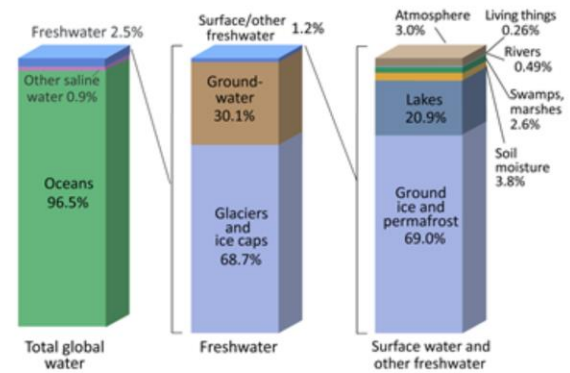 Freshwater 2.5%
Other saline
water 0.9%
Oceans
96.5%
Total global
water
Surface/other
freshwater
1.2%
Ground-
water
30.1%
Glaciers
and
ice caps
68.7%
Freshwater
Atmosphere
3.0%
Living things
0.26%
Rivers
0.49%
Swamps,
marshes
2.6%
Soil
moisture
3.8%
Lakes
20.9%
Ground
ice and
permafrost
69.0%
Surface water and
other freshwater